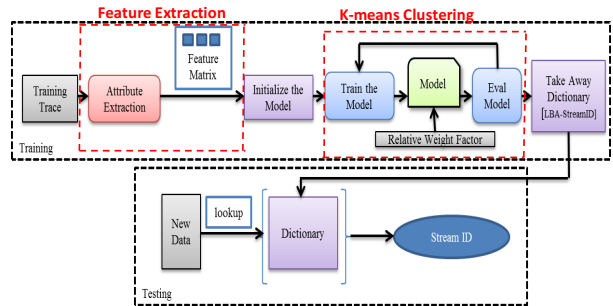 Feature Extraction
K-means Clustering
Feature
Matrix
Training
Trace
Attribute
Extraction
Initialize the
Model
Train the
Model
Model
Eval
Model
Take Away
Dictionary
[LBA-StreamID]
Relative Weight Factor
Training
New
Data
lookup
Dictionary
Stream ID
Testing